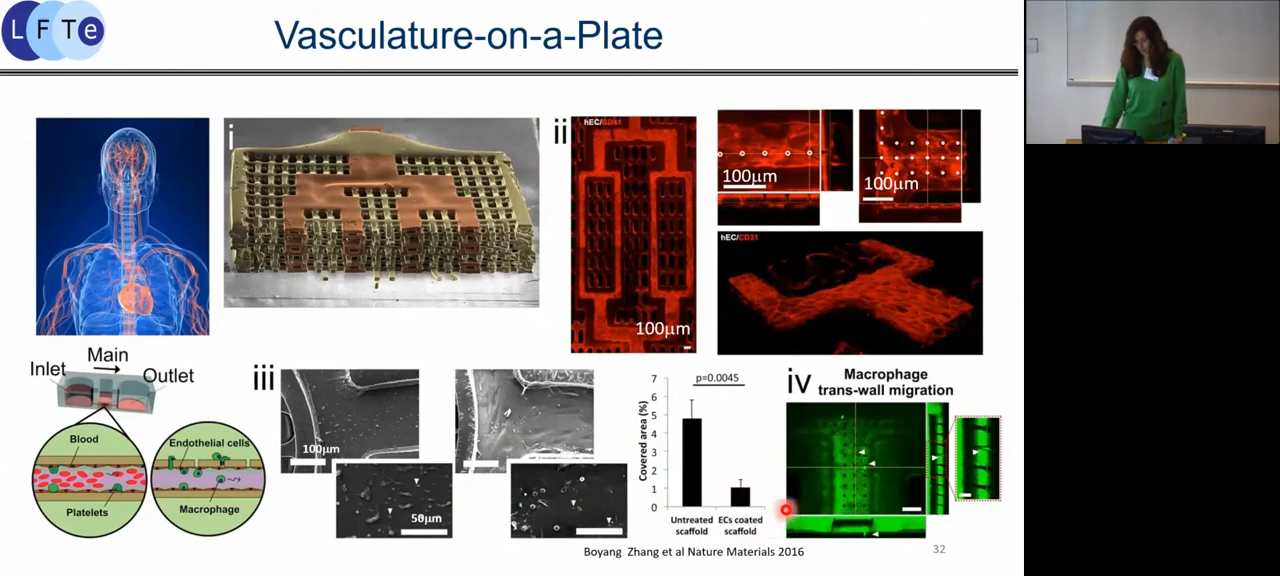 LFTe
Vasculature-on-a-Plate
i
ii
hEC/CD31
100µm
100µm
100µm
hEC/CD31
Inlet
Main
Outlet
Blood
Platelets
Endothelial cells
Macrophage
iii
100µm
50µm
Covered area (%)
7
6
5
4
3
2
1
0
p=0.0045
Untreated
scaffold
ECs coated
scaffold
iv
Macrophage
trans-wall migration
Boyang Zhang et al Nature Materials 2016
32